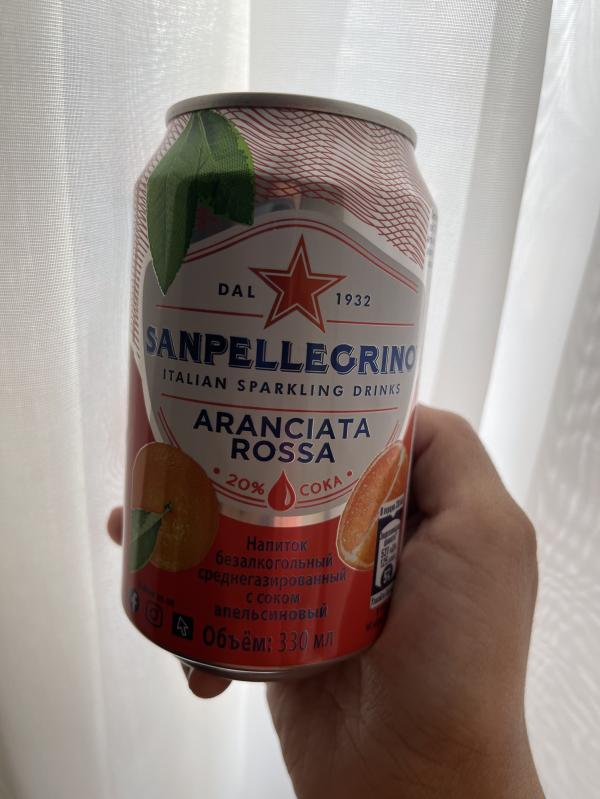 DAL 1932
SANPELLEGRINO
ITALIAN SPARKLING DRINKS
ARANCIATA
ROSSA
• 20% СОКА •
Напиток
безалкогольный
среднегазированный
с соком
апельсиновый
Объём: 330 мл